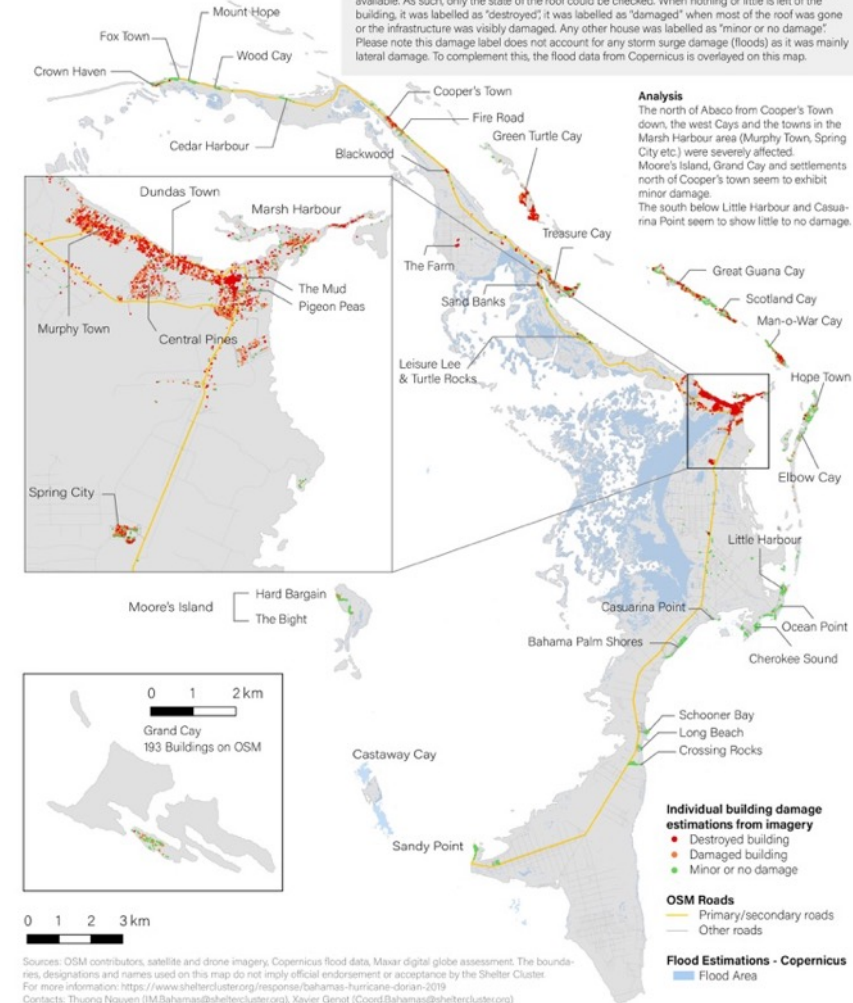 available. As such, only the state of the roof could be checked. When nothing or little is left of the
building, it was labelled as “destroyed”, it was labelled as “damaged” when most of the roof was gone
or the infrastructure was visibly damaged. Any other house was labelled as “minor or no damage”.
Please note this damage label does not account for any storm surge damage (floods) as it was mainly
lateral damage. To complement this, the flood data from Copernicus is overlayed on this map.
Mount Hope
Fox Town
Wood Cay
Crown Haven
Cedar Harbour
Cooper's Town
Fire Road
Green Turtle Cay
Blackwood
Analysis
The north of Abaco from Cooper's Town
down, the west Cays and the towns in the
Marsh Harbour area (Murphy Town, Spring
City etc.) were severely affected.
Moore's Island, Grand Cay and settlements
north of Cooper's town seem to exhibit
minor damage.
The south below Little Harbour and Casua-
rina Point seem to show little to no damage.
Dundas Town
Marsh Harbour
The Mud
Pigeon Peas
Murphy Town
Central Pines
Spring City
Treasure Cay
The Farm
Sand Banks
Leisure Lee
& Turtle Rocks
Great Guana Cay
Scotland Cay
Man-o-War Cay
Hope Town
Elbow Cay
Little Harbour
Moore's Island
Hard Bargain
The Bight
Casuarina Point
Ocean Point
Bahama Palm Shores
Cherokee Sound
0 1 2 km
Grand Cay
193 Buildings on OSM
Schooner Bay
Long Beach
Crossing Rocks
Castaway Cay
Sandy Point
Individual building damage
estimations from imagery
Destroyed building
Damaged building
Minor or no damage
OSM Roads
Primary/secondary roads
Other roads
Flood Estimations - Copernicus
Flood Area
0 1 2 3 km
Sources: OSM contributors, satellite and drone imagery, Copernicus flood data, Maxar digital globe assessment. The bounda-
ries, designations and names used on this map do not imply official endorsement or acceptance by the Shelter Cluster.
For more information: https://www.sheltercluster.org/response/bahamas-hurricane-dorian-2019
Contacts: Thuong Nguyen (IM.Bahamas@sheltercluster.org), Xavier Genot (Coord.Bahamas@sheltercluster.org)